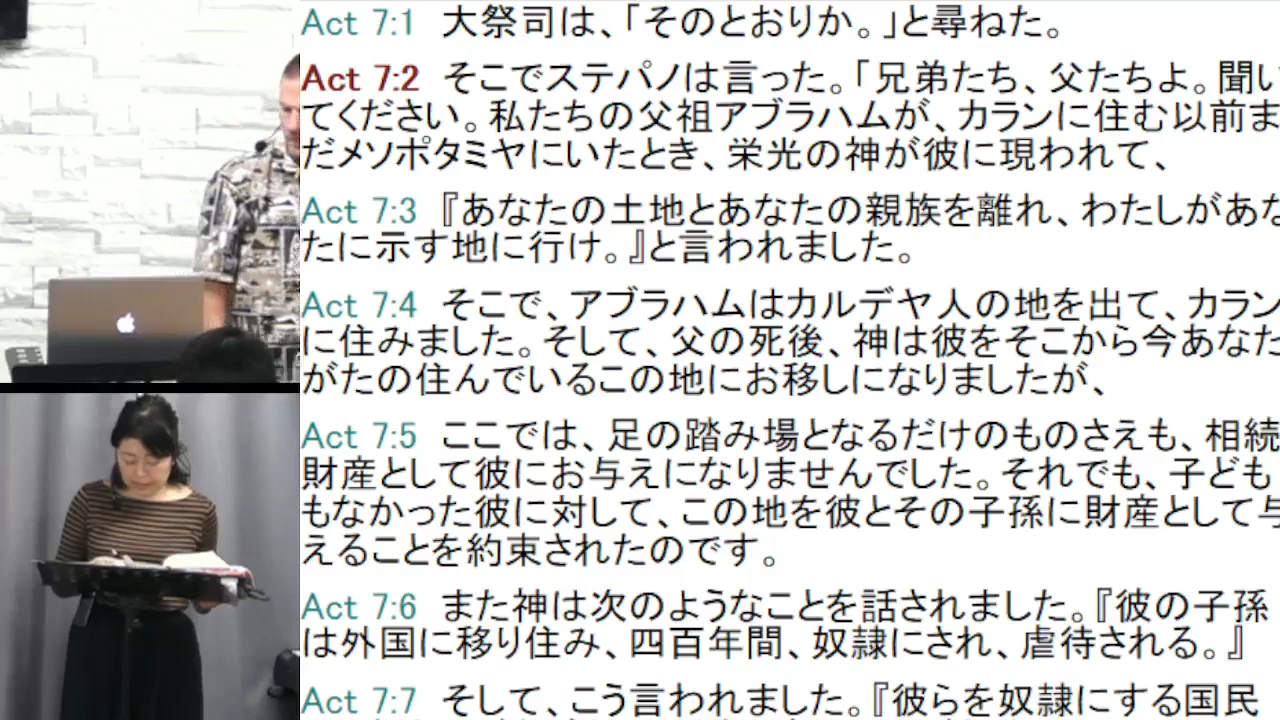 Act 7:1 大祭司は、「そのとおりか。」と尋ねた。
Act 7:2 そこでステパノは言った。「兄弟たち、父たちよ。聞い
てください。私たちの父祖アブラハムが、カランに住む以前ま
だメソポタミヤにいたとき、栄光の神が彼に現われて、
Act 7:3 『あなたの土地とあなたの親族を離れ、わたしがあな
たに示す地に行け。』と言われました。
Act 7:4 そこで、アブラハムはカルデヤ人の地を出て、カラン
に住みました。そして、父の死後、神は彼をそこから今あなた
がたの住んでいるこの地にお移しになりましたが、
Act 7:5 ここでは、足の踏み場となるだけのものさえも、相続
財産として彼にお与えになりませんでした。それでも、子ども
もなかった彼に対して、この地を彼とその子孫に財産として与
えることを約束されたのです。
Act 7:6 また神は次のようなことを話されました。『彼の子孫
は外国に移り住み、四百年間、奴隷にされ、虐待される。』
Act 7:7 そして、こう言われました。『彼らを奴隷にする国民